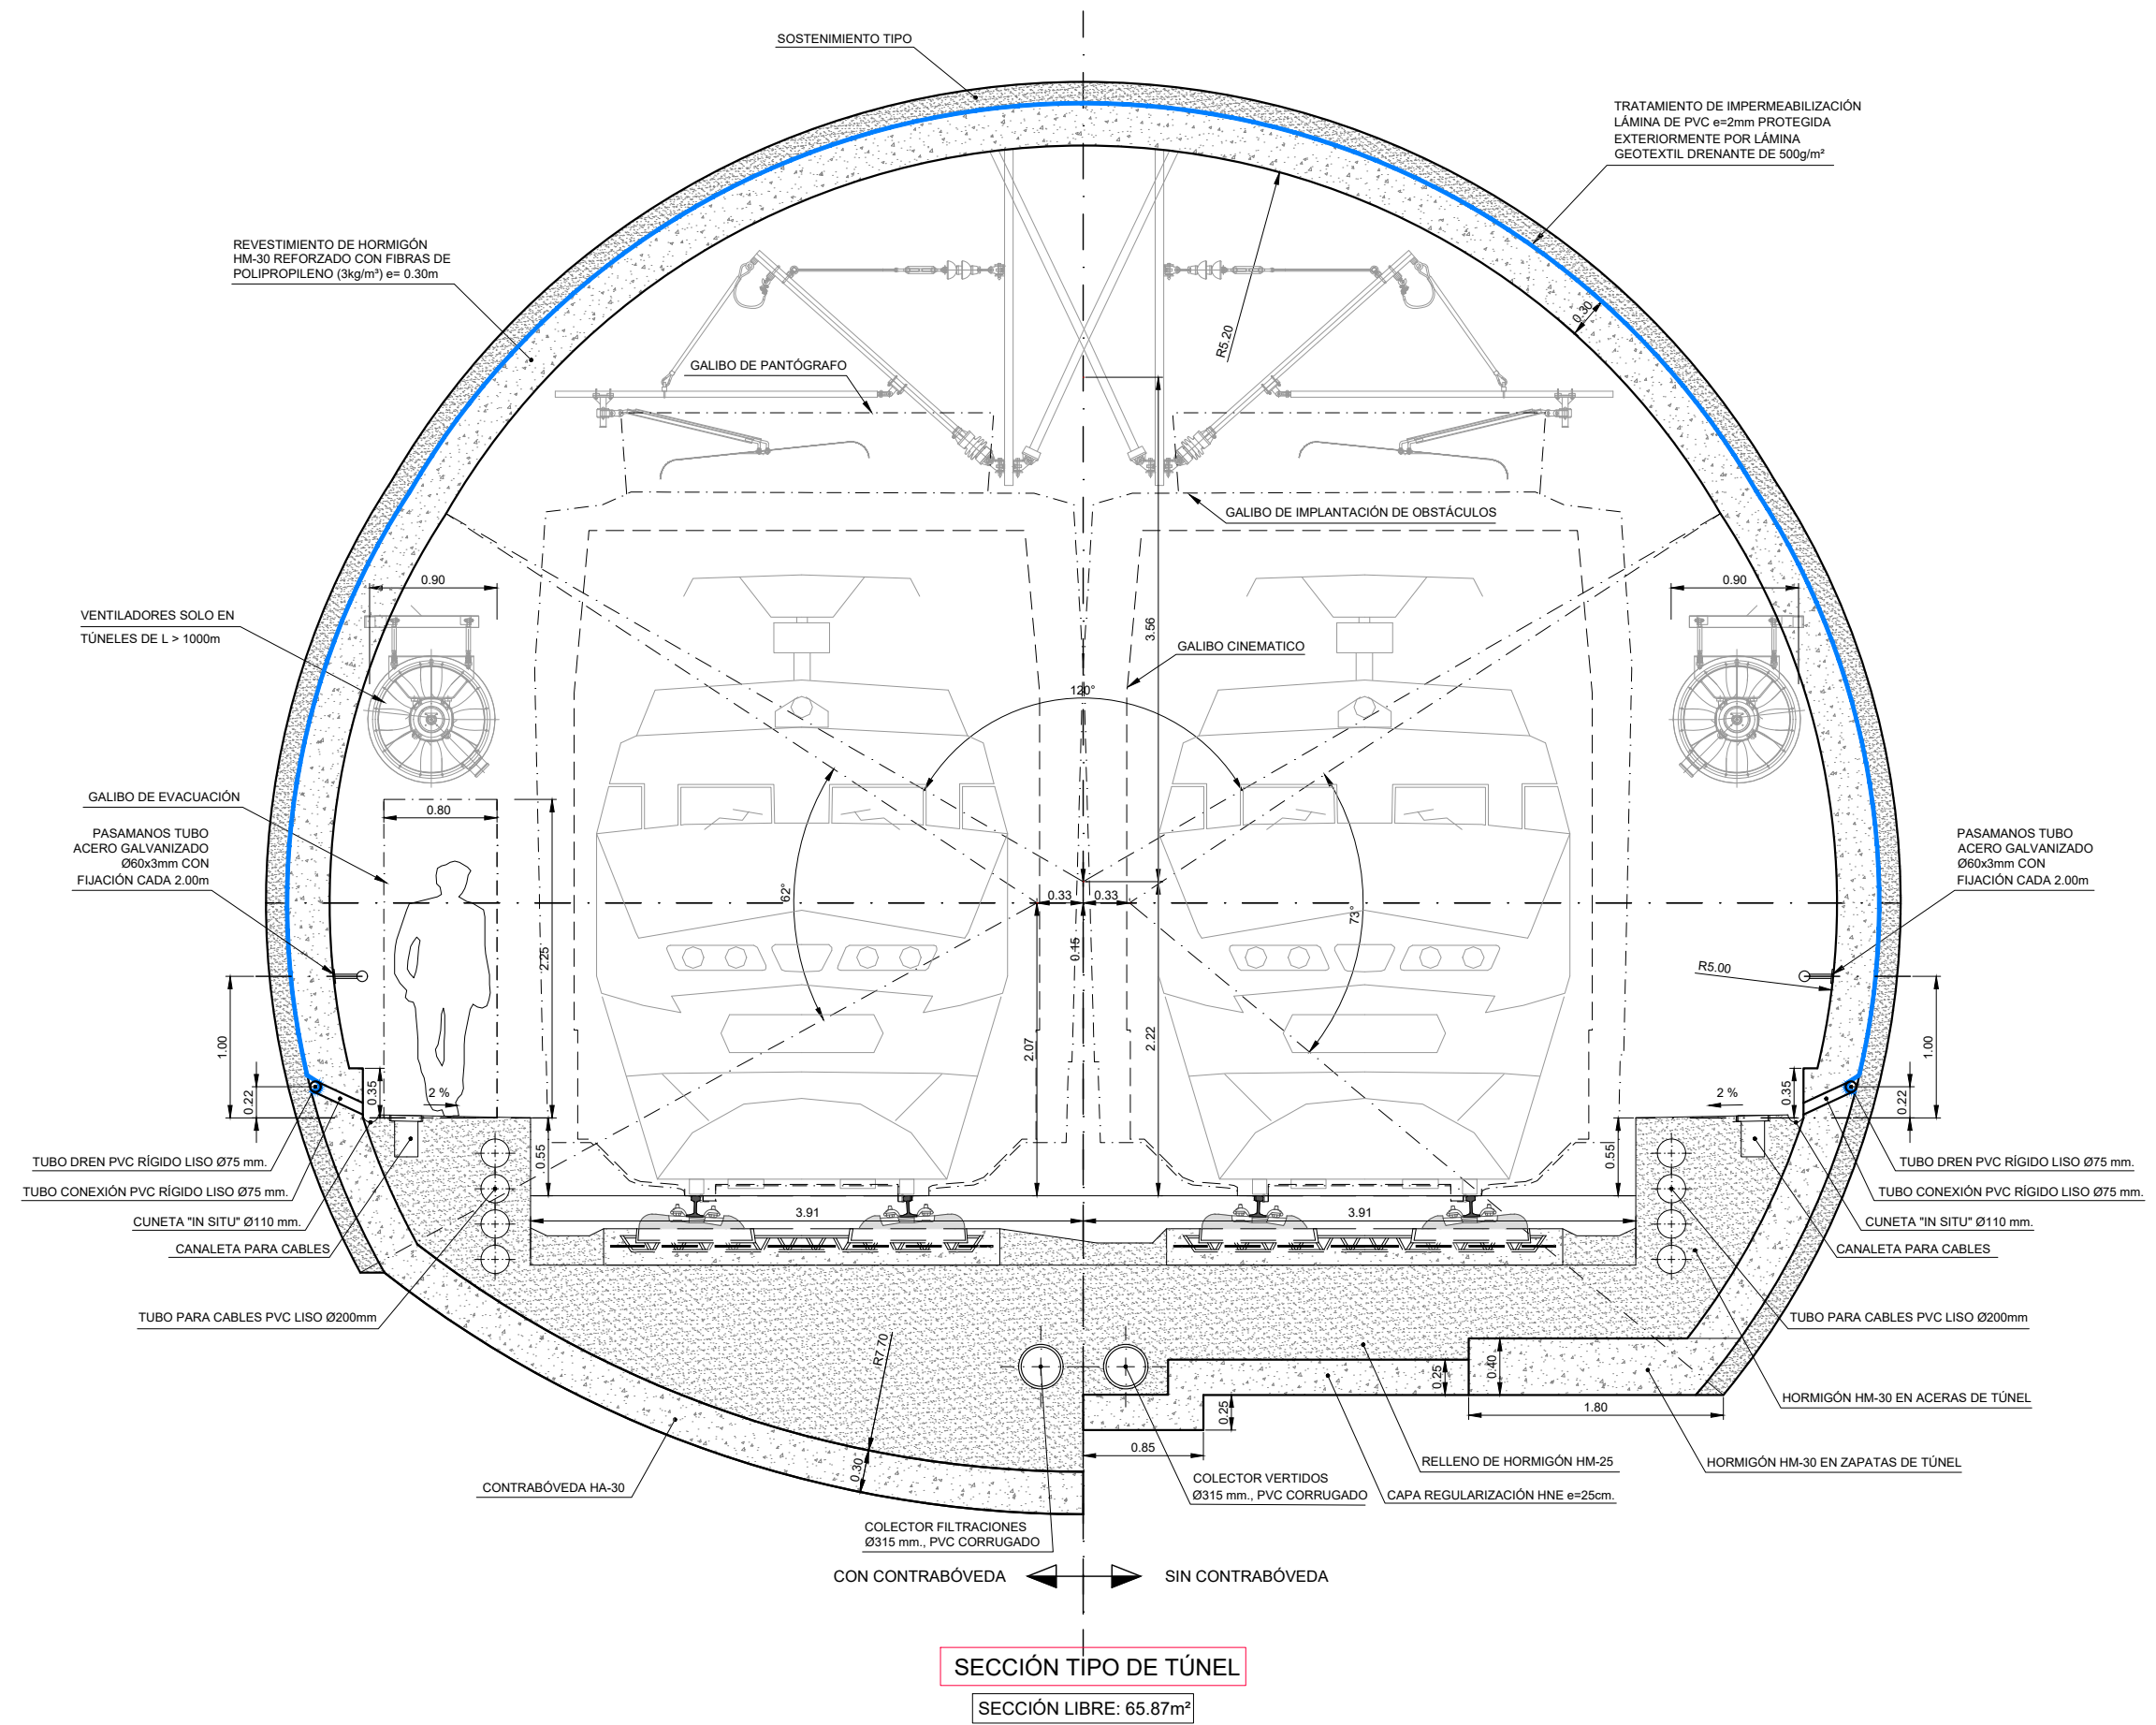 SOSTENIMIENTO TIPO
TRATAMIENTO DE IMPERMEABILIZACIÓN
LÁMINA DE PVC e=2mm PROTEGIDA
EXTERIORMENTE POR LÁMINA
GEOTEXTIL DRENANTE DE 500g/m²
REVESTIMIENTO DE HORMIGÓN
HM-30 REFORZADO CON FIBRAS DE
POLIPROPILENO (3kg/m³) e= 0.30m
0.30
R5.20
GALIBO DE PANTÓGRAFO
GALIBO DE IMPLANTACIÓN DE OBSTÁCULOS
0.90
0.90
VENTILADORES SOLO EN
TÚNELES DE L > 1000m
3.56
GALIBO CINEMATICO
120°
GALIBO DE EVACUACIÓN
0.80
PASAMANOS TUBO
ACERO GALVANIZADO
Ø60x3mm CON
FIJACIÓN CADA 2.00m
PASAMANOS TUBO
ACERO GALVANIZADO
Ø60x3mm CON
FIJACIÓN CADA 2.00m
62°
0.33
0.33
73°
2.25
0.15
R5.00
1.00
2.07
2.22
1.00
0.22
0.35
2 %
2 %
0.35
0.22
0.55
0.55
TUBO DREN PVC RÍGIDO LISO Ø75 mm.
TUBO CONEXIÓN PVC RÍGIDO LISO Ø75 mm.
CUNETA "IN SITU" Ø110 mm.
CANALETA PARA CABLES
TUBO PARA CABLES PVC LISO Ø200mm
3.91
3.91
TUBO DREN PVC RÍGIDO LISO Ø75 mm.
TUBO CONEXIÓN PVC RÍGIDO LISO Ø75 mm.
CUNETA "IN SITU" Ø110 mm.
CANALETA PARA CABLES
TUBO PARA CABLES PVC LISO Ø200mm
R7.70
0.25
0.40
HORMIGÓN HM-30 EN ACERAS DE TÚNEL
0.25
1.80
0.85
0.30
RELLENO DE HORMIGÓN HM-25
HORMIGÓN HM-30 EN ZAPATAS DE TÚNEL
CONTRABÓVEDA HA-30
COLECTOR VERTIDOS
Ø315 mm., PVC CORRUGADO
CAPA REGULARIZACIÓN HNE e=25cm.
COLECTOR FILTRACIONES
Ø315 mm., PVC CORRUGADO
CON CONTRABÓVEDA
SIN CONTRABÓVEDA
SECCIÓN TIPO DE TÚNEL
SECCIÓN LIBRE: 65.87m²